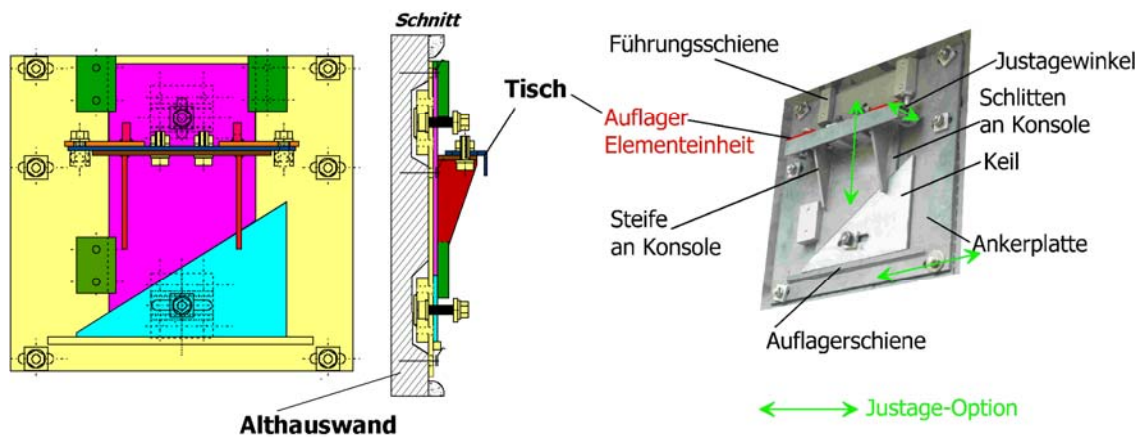 Schnitt
Tisch
Althauswand
Führungsschiene
Auflager
Elementeinheit
Steife
an Konsole
Justagewinkel
Schlitten
an Konsole
Keil
Ankerplatte
Auflagerschiene
Justage-Option